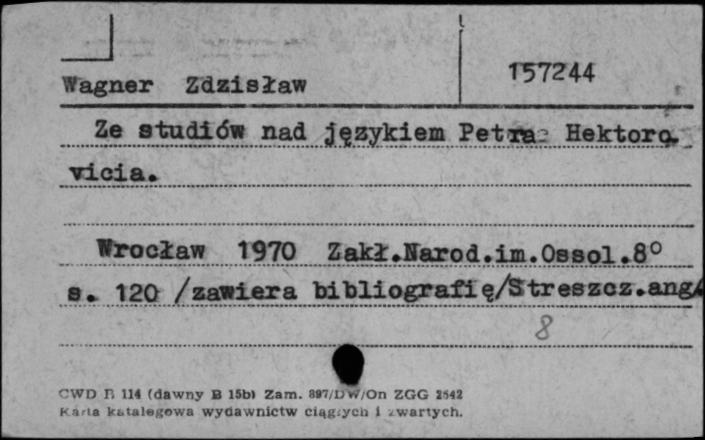 Wagner Zdzisław
157244
Ze studiów nad językiem Petra Hektoro
vicia.
Wrocław 1970 Zakł.Narod.im.Ossol.8°
s. 120 /zawiera bibliografię/Streszcz.ang.
8
CWD B 114 (dawny B 15b) Zam. 897/DW/On ZGG 2542
Karta katalogowa wydawnictw ciągłych i zwartych.